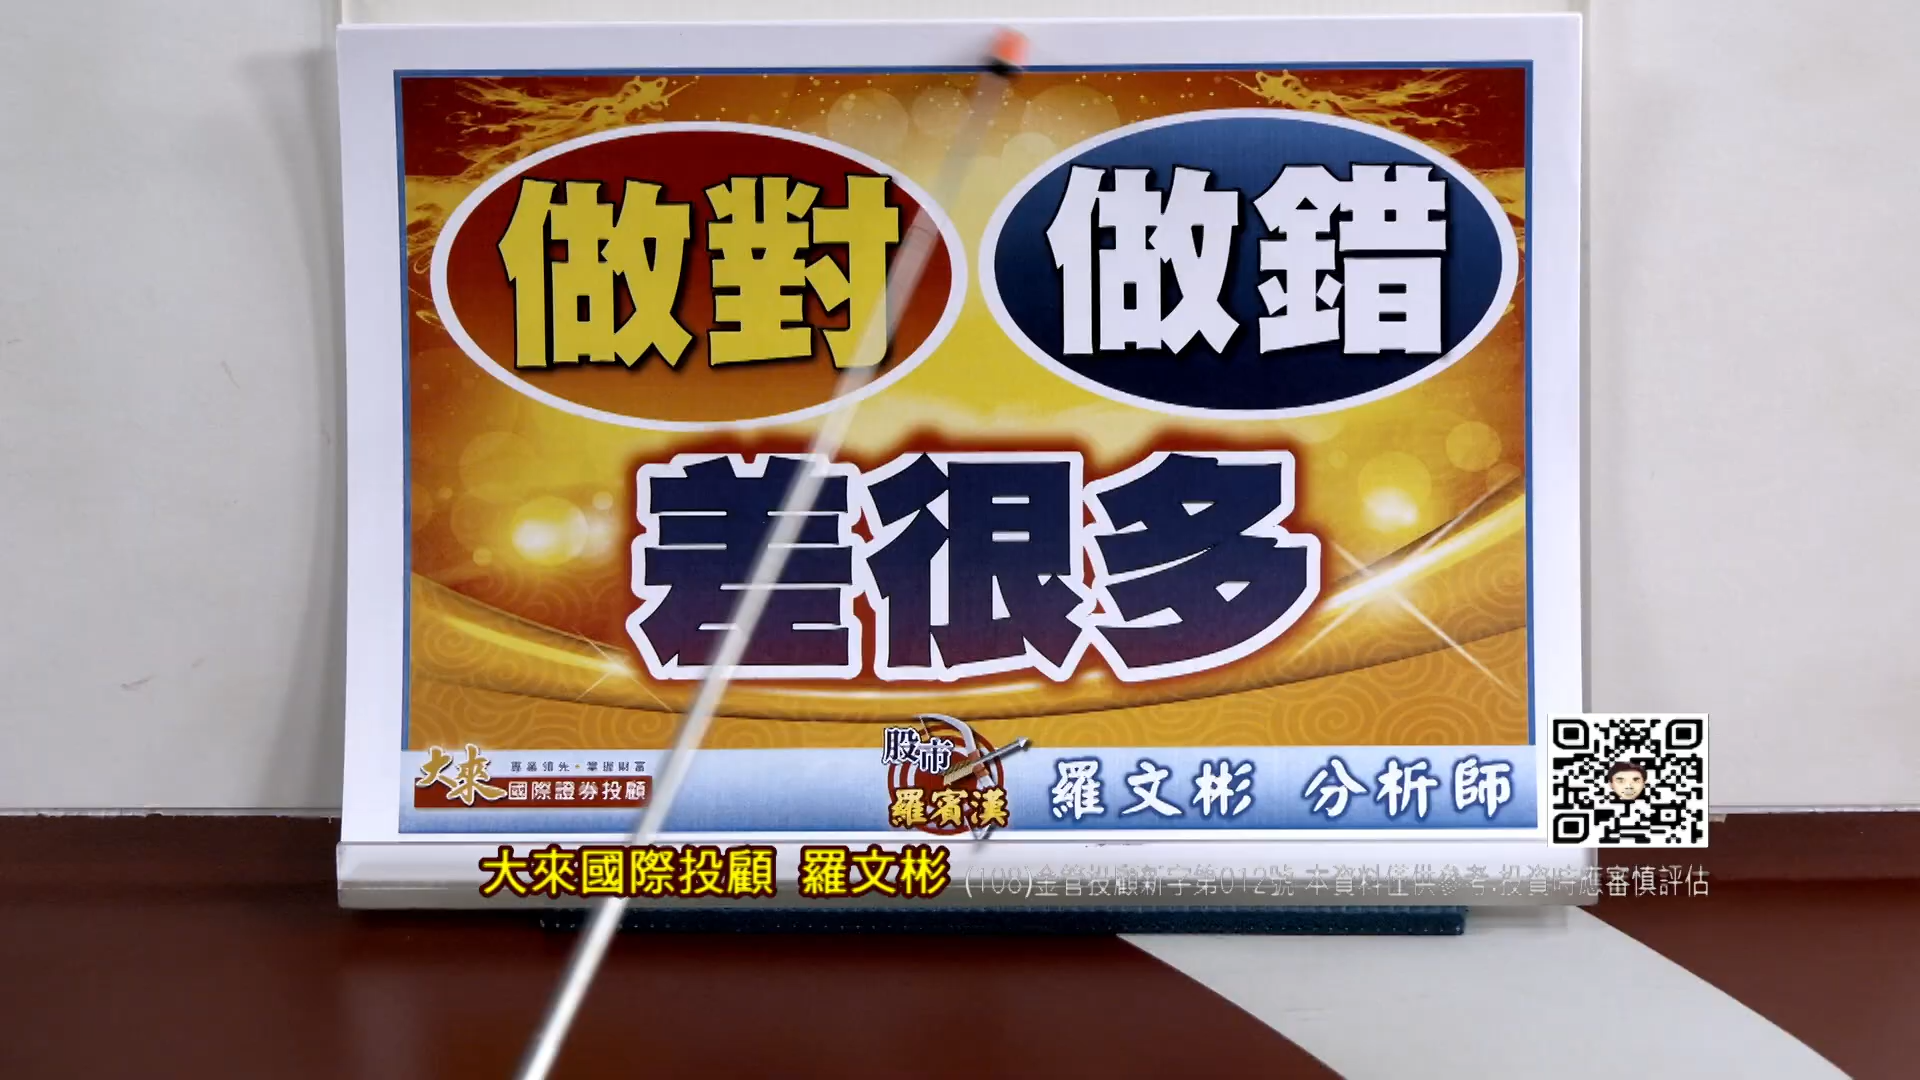 做對 做錯
差很多
大來 專業領先・掌握財富
國際證券投顧
股市
羅賓漢
羅文彬 分析師
大來國際投顧 羅文彬 (108)金管投顧新字第012號 本資料僅供參考.投資時應審慎評估